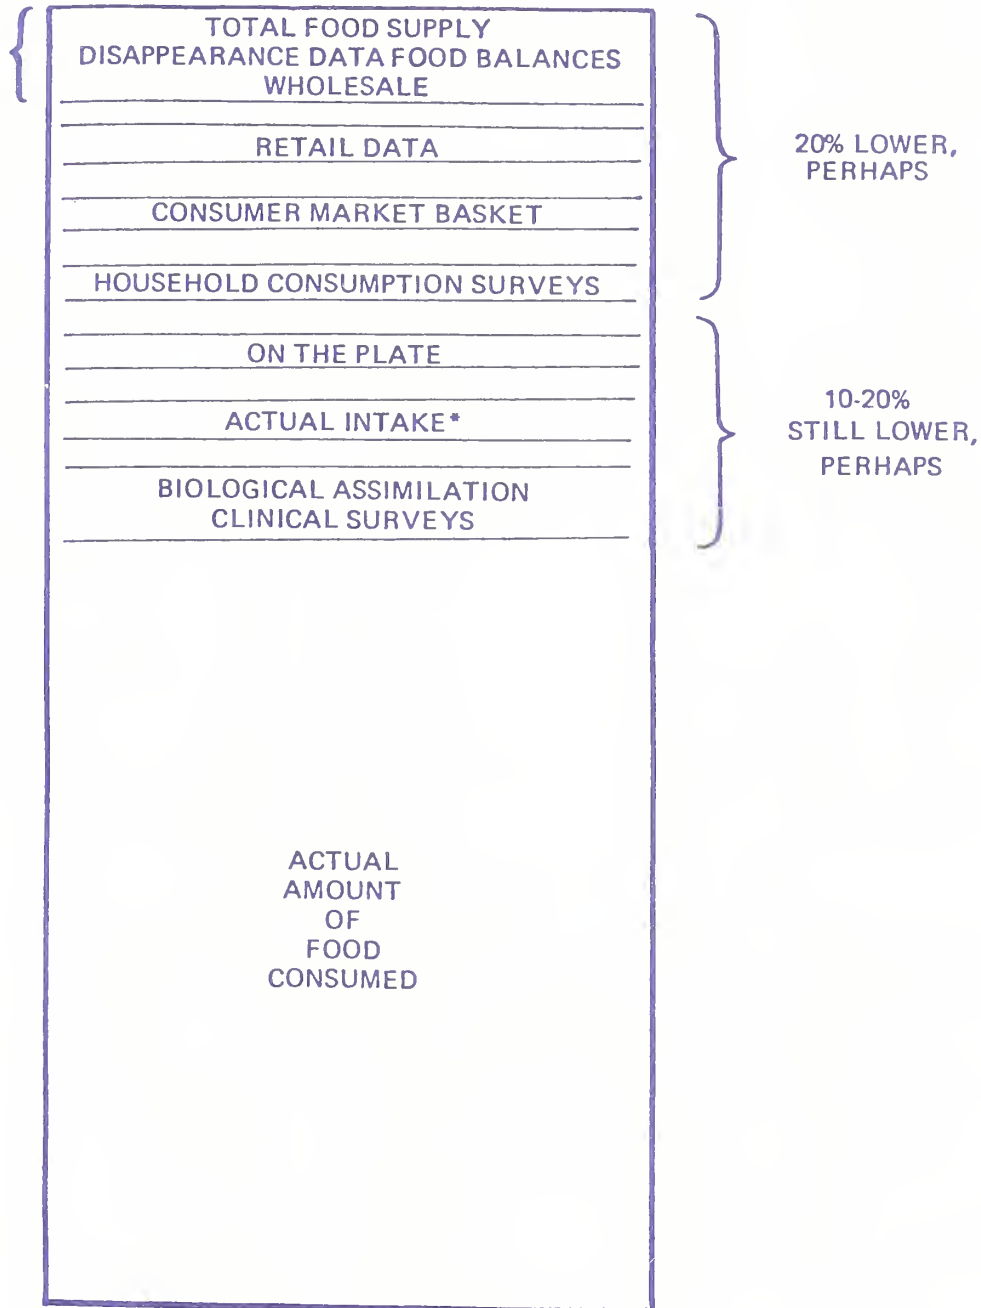 TOTAL FOOD SUPPLY
DISAPPEARANCE DATA FOOD BALANCES
WHOLESALE
RETAIL DATA
CONSUMER MARKET BASKET
HOUSEHOLD CONSUMPTION SURVEYS
20% LOWER,
PERHAPS
ON THE PLATE
ACTUAL INTAKE*
BIOLOGICAL ASSIMILATION
CLINICAL SURVEYS
10-20%
STILL LOWER,
PERHAPS
ACTUAL
AMOUNT
OF
FOOD
CONSUMED